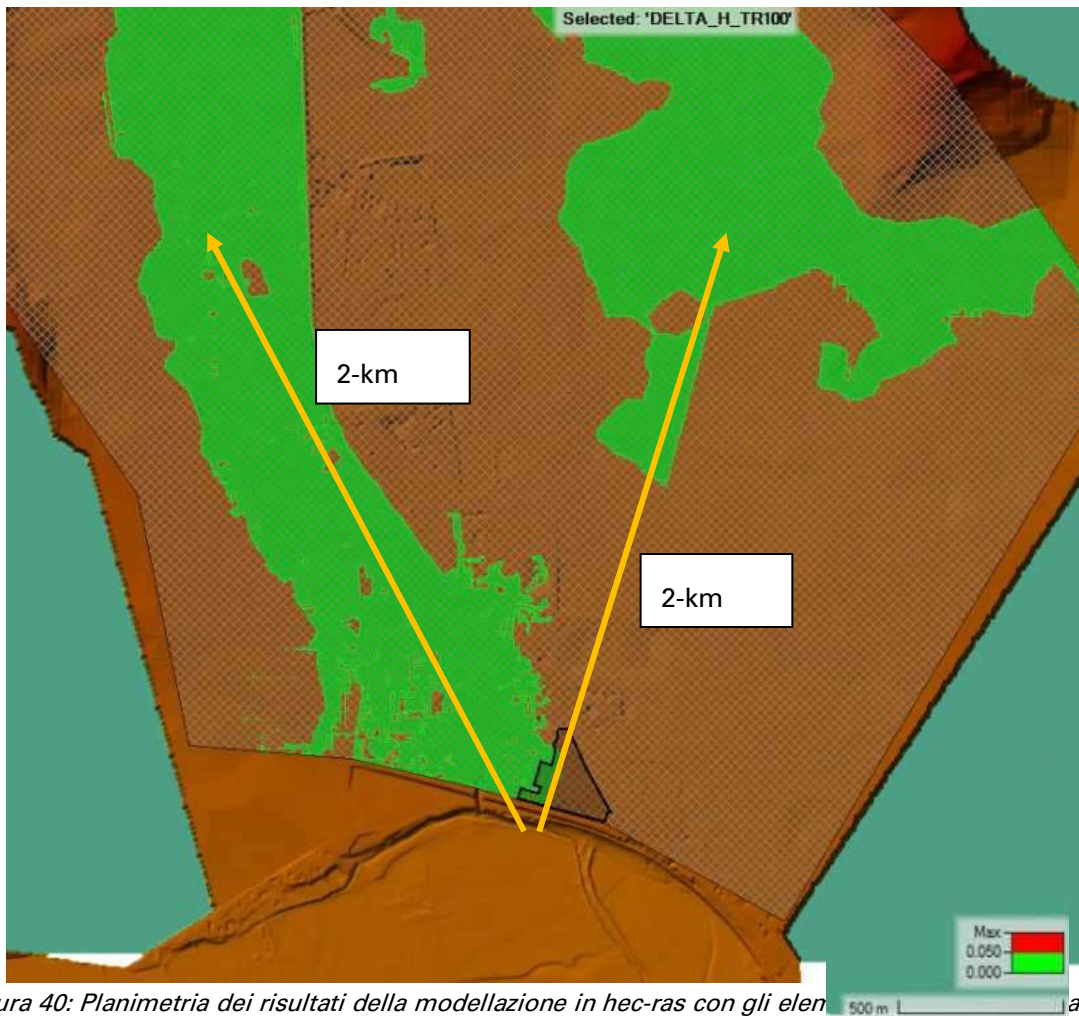 Selected: 'DELTA_H_TR100'
2-km
2-km
Max
0.050
0.000
500 m
ura 40: Planimetria dei risultati della modellazione in hec-ras con gli elem